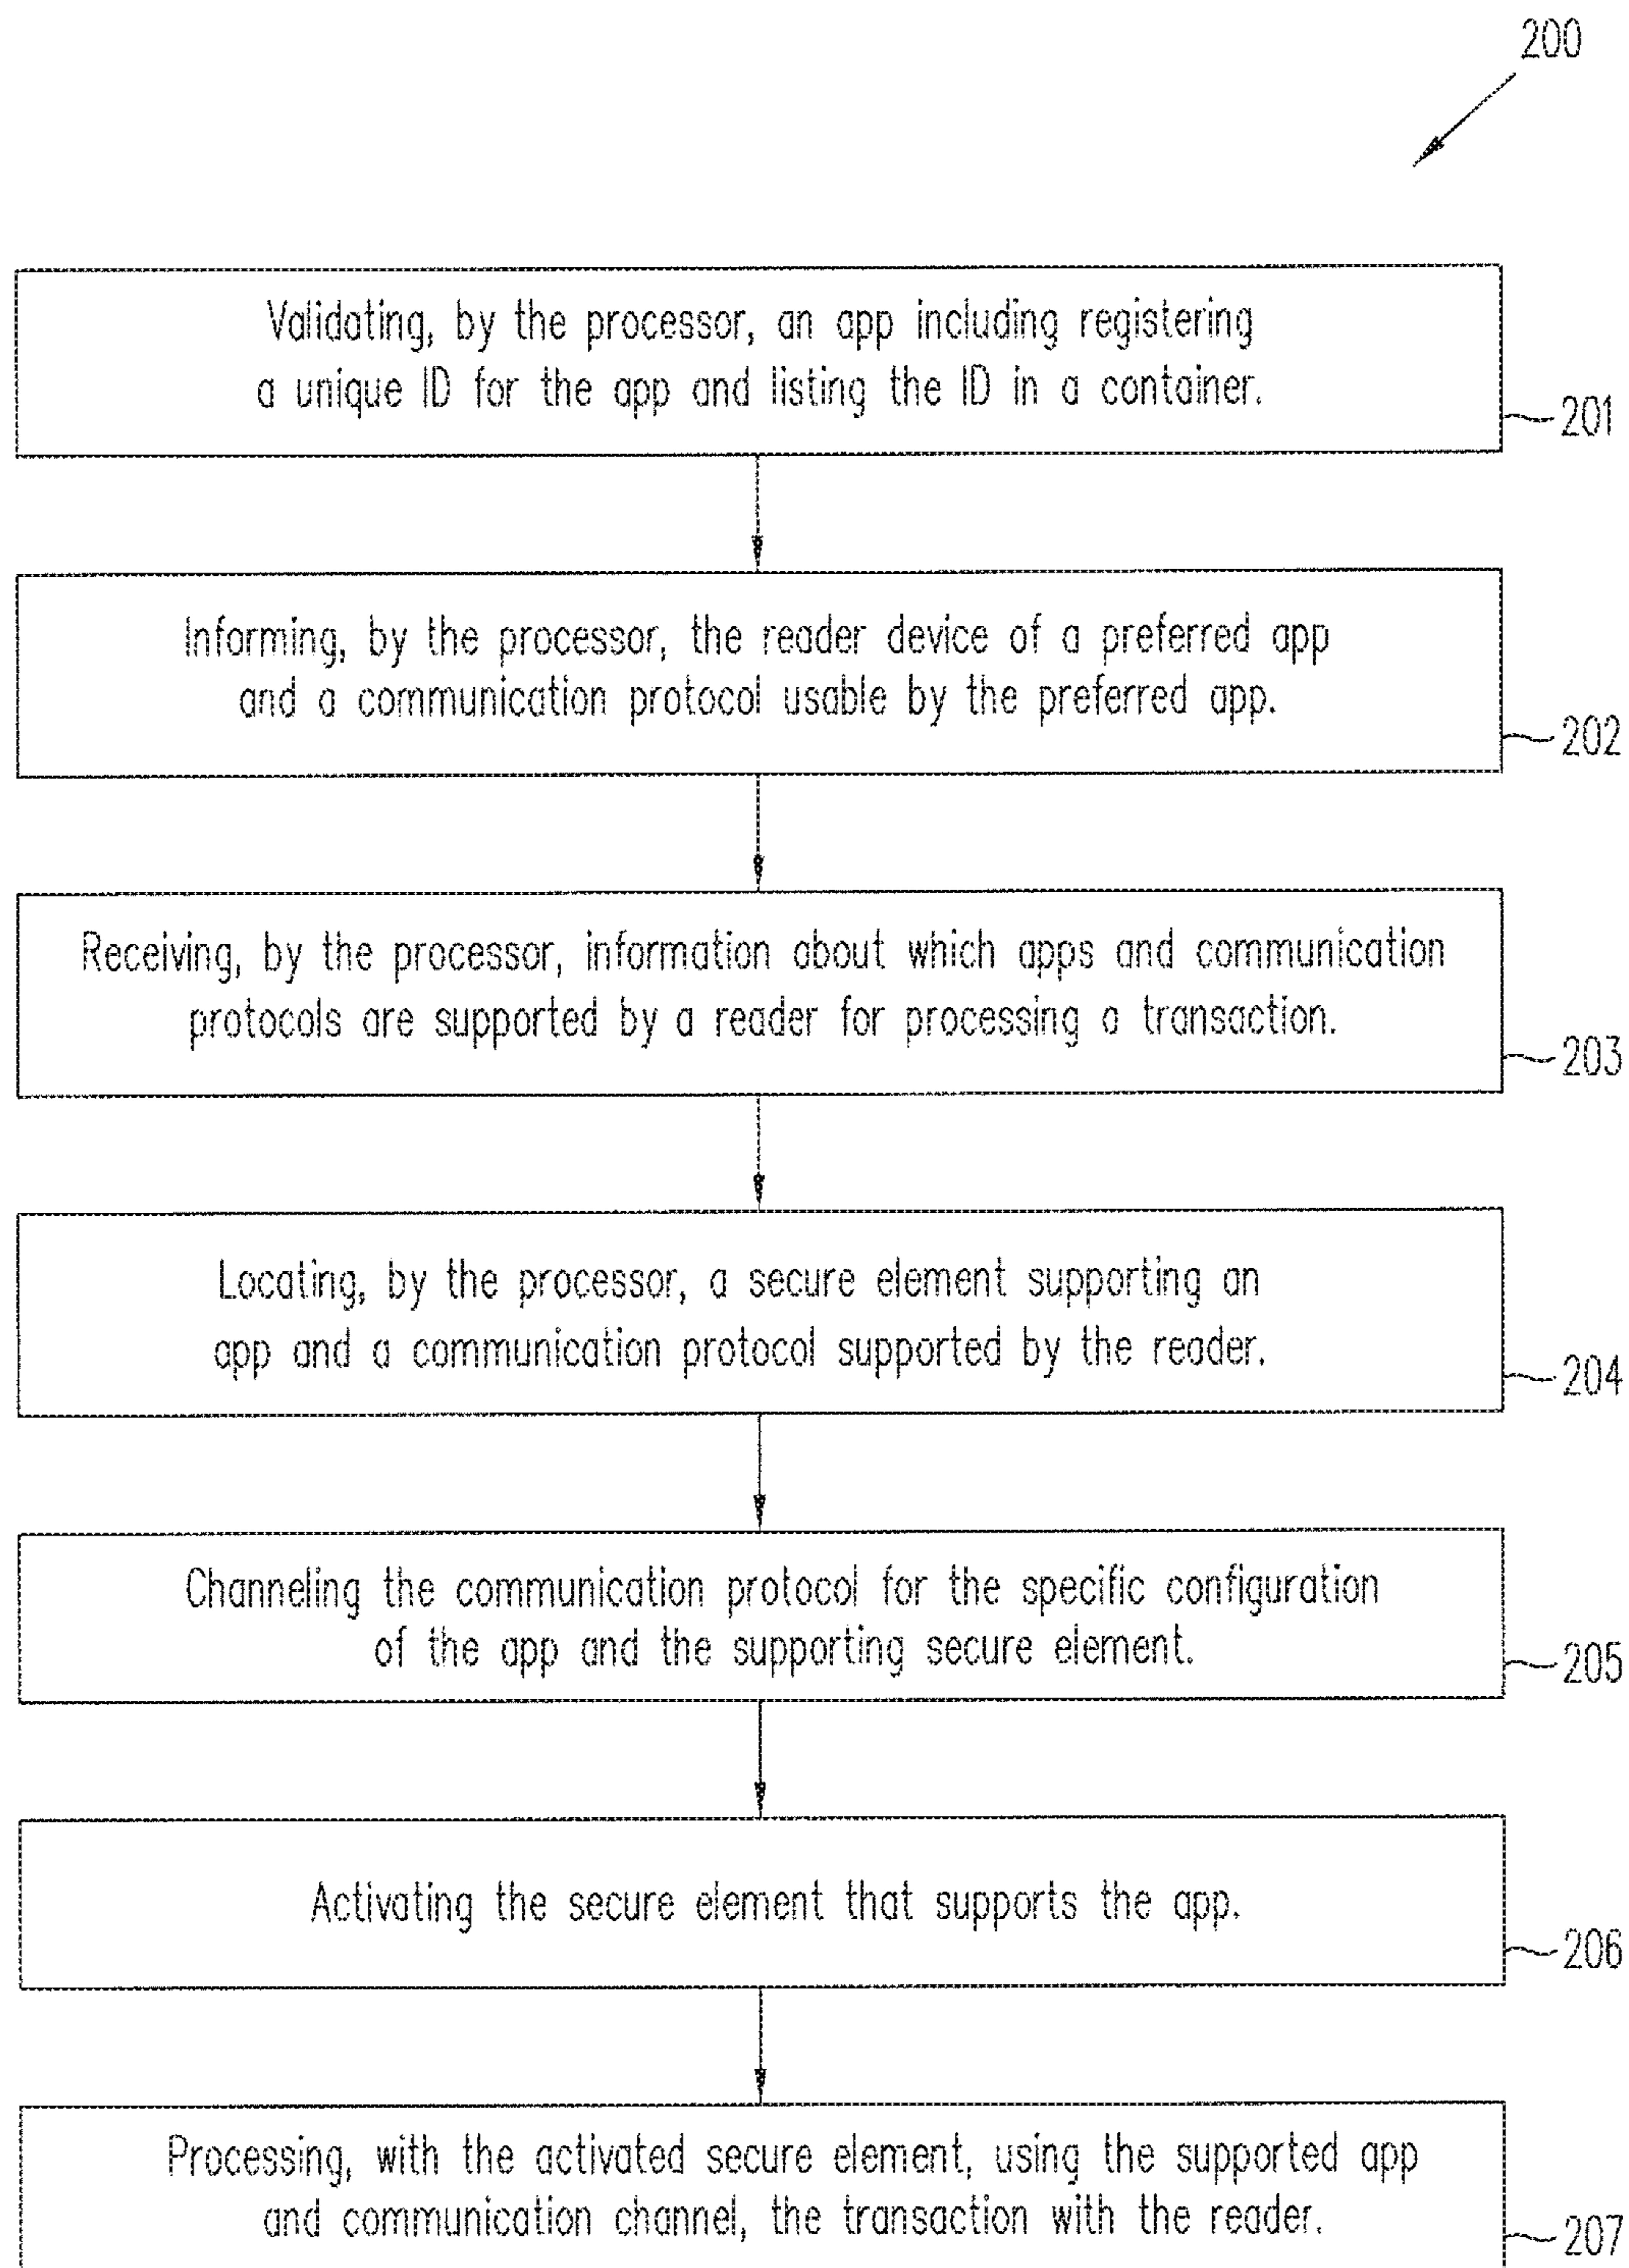 200
Validating, by the processor, an app including registering
a unique ID for the app and listing the ID in a container.
201
Informing, by the processor, the reader device of a preferred app
and a communication protocol usable by the preferred app.
202
Receiving, by the processor, information about which apps and communication
protocols are supported by a reader for processing a transaction.
203
Locating, by the processor, a secure element supporting an
app and a communication protocol supported by the reader.
204
Channeling the communication protocol for the specific configuration
of the app and the supporting secure element.
205
Activating the secure element that supports the app.
206
Processing, with the activated secure element, using the supported app
and communication channel, the transaction with the reader.
207